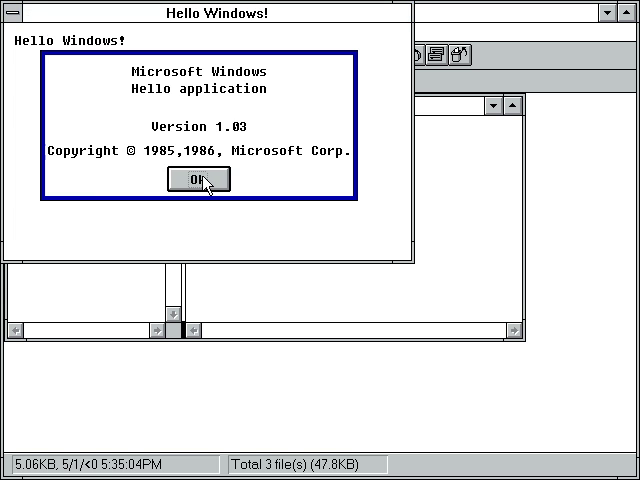 Hello Windows!
Hello Windows!
Microsoft Windows
Hello application
Version 1.03
Copyright © 1985,1986, Microsoft Corp.
5.06KB, 5/1/<0 5:35:04PM
Total 3 file(s) (47.8KB)